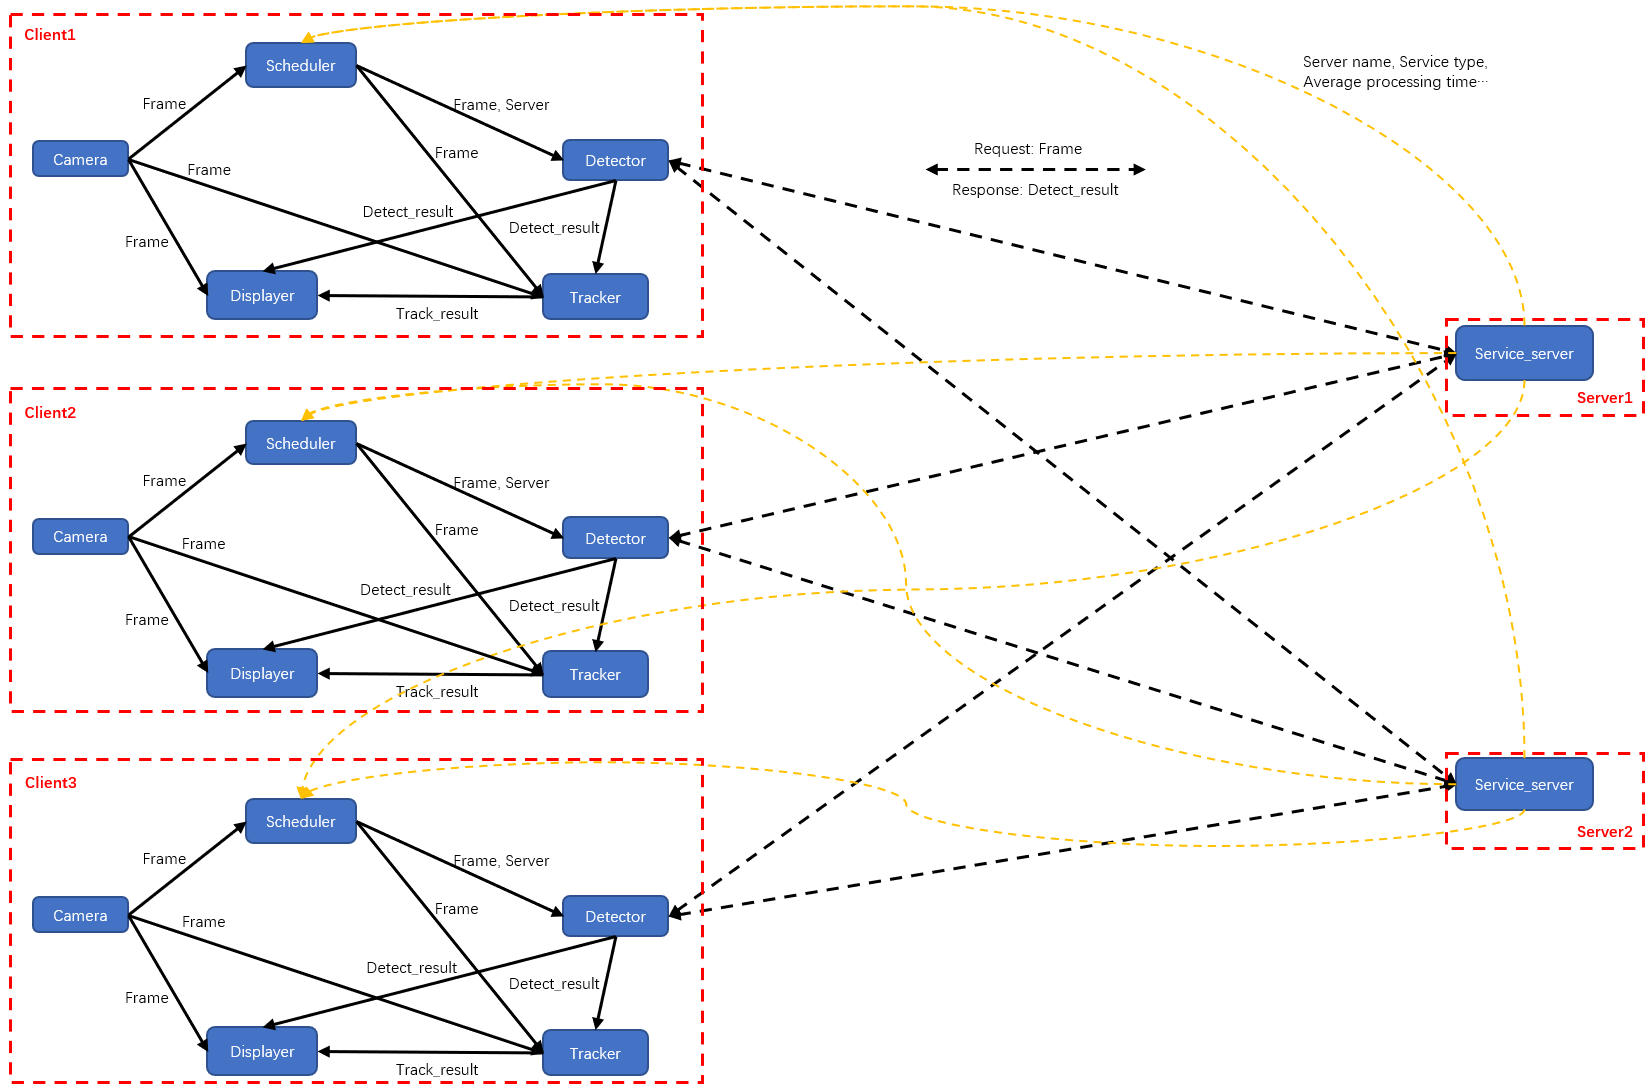 Client1
Scheduler
Frame
Frame, Server
Camera
Frame
Frame
Detector
Detect_result
Frame
Detect_result
Displayer
Tracker
Track_result
Server name, Service type,
Average processing time…
Request: Frame
Response: Detect_result
Service_server
Server1
Client2
Scheduler
Frame
Frame, Server
Camera
Frame
Frame
Detector
Detect_result
Frame
Detect_result
Displayer
Tracker
Track_result
Service_server
Server2
Client3
Scheduler
Frame
Frame, Server
Camera
Frame
Frame
Detector
Detect_result
Frame
Detect_result
Displayer
Tracker
Track_result